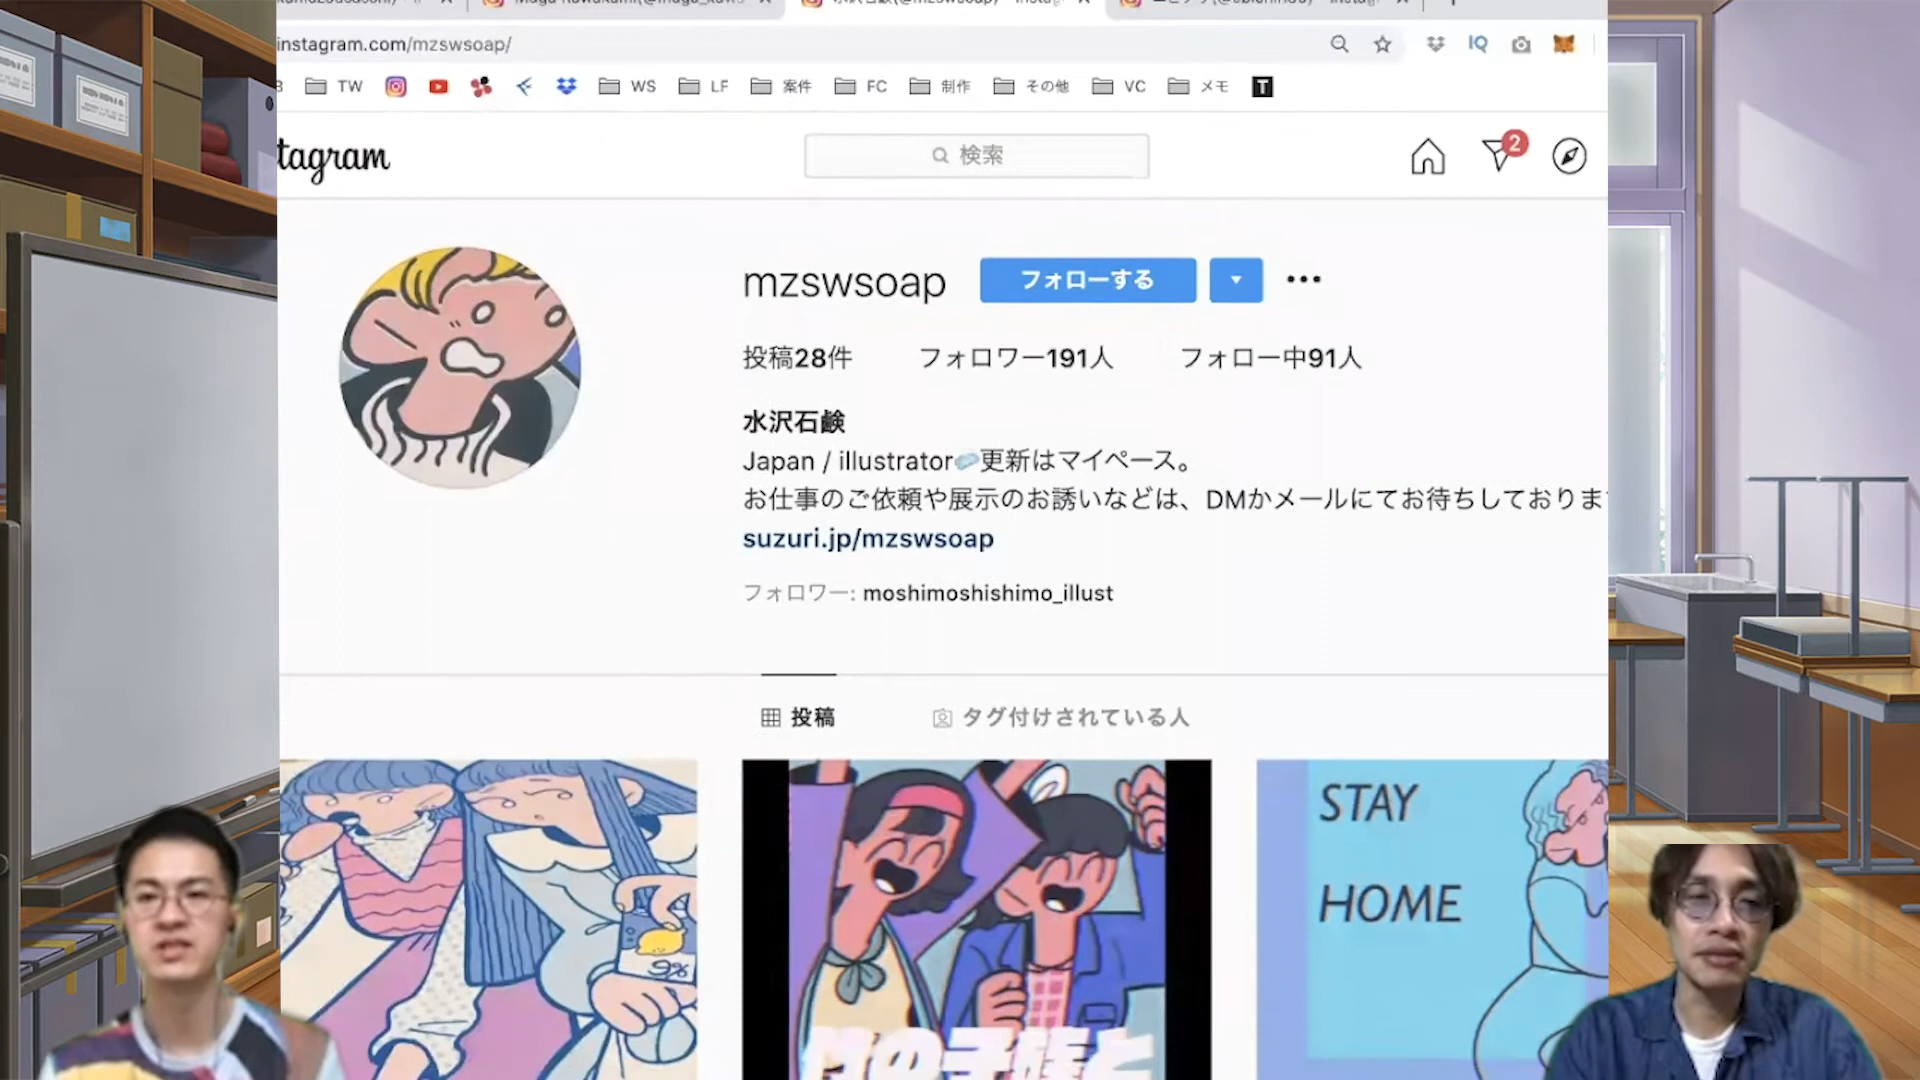 instagram.com/mzswsoap/
TW
WS
LF
案件
FC
制作
その他
VC
メモ
T
tagram
検索
2
mzswsoap
フォローする
投稿28件
フォロワー191人
フォロー中91人
水沢石鹸
Japan / illustrator🧼更新はマイペース。
お仕事のご依頼や展示のお誘いなどは、DMかメールにてお待ちしておりま
suzuri.jp/mzswsoap
フォロワー: moshimoshishimo_illust
投稿
タグ付けされている人
9%
STAY
HOME